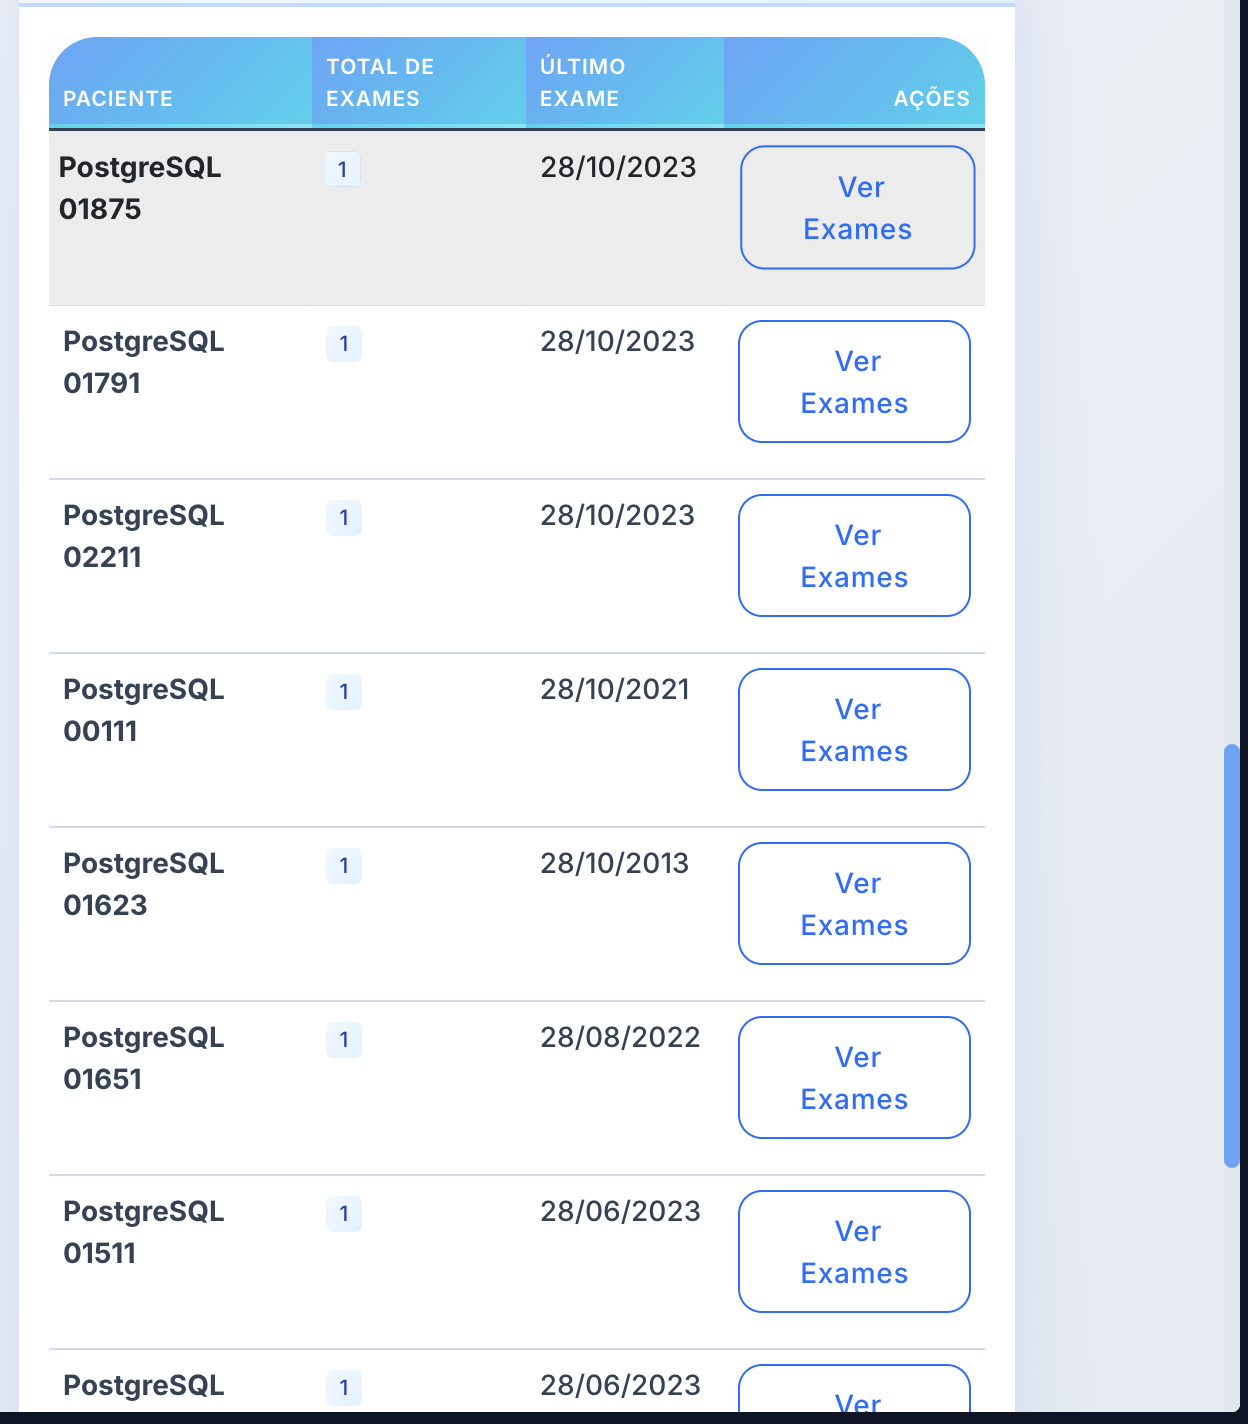 PACIENTE TOTAL DE EXAMES ÚLTIMO EXAME AÇÕES
PostgreSQL 1 28/10/2023 Ver
01875 Exames
PostgreSQL 1 28/10/2023 Ver
01791 Exames
PostgreSQL 1 28/10/2023 Ver
02211 Exames
PostgreSQL 1 28/10/2021 Ver
00111 Exames
PostgreSQL 1 28/10/2013 Ver
01623 Exames
PostgreSQL 1 28/08/2022 Ver
01651 Exames
PostgreSQL 1 28/06/2023 Ver
01511 Exames
PostgreSQL 1 28/06/2023 Ver